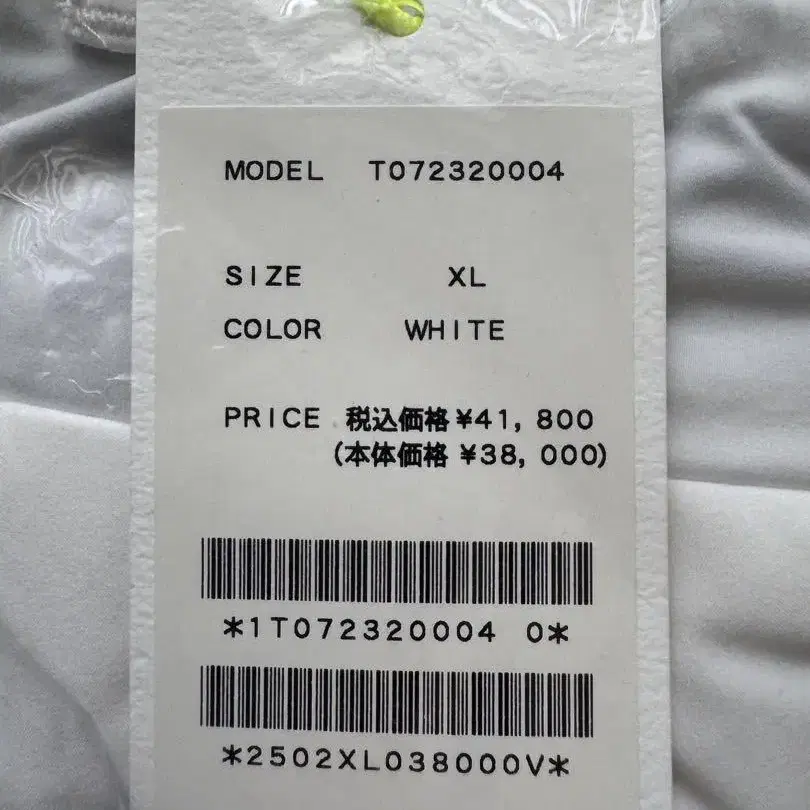 MODEL T072320004
SIZE XL
COLOR WHITE
PRICE 税込価格¥41,800
(本体価格 ¥38,000)
*1T072320004 0*
*2502XL038000V*